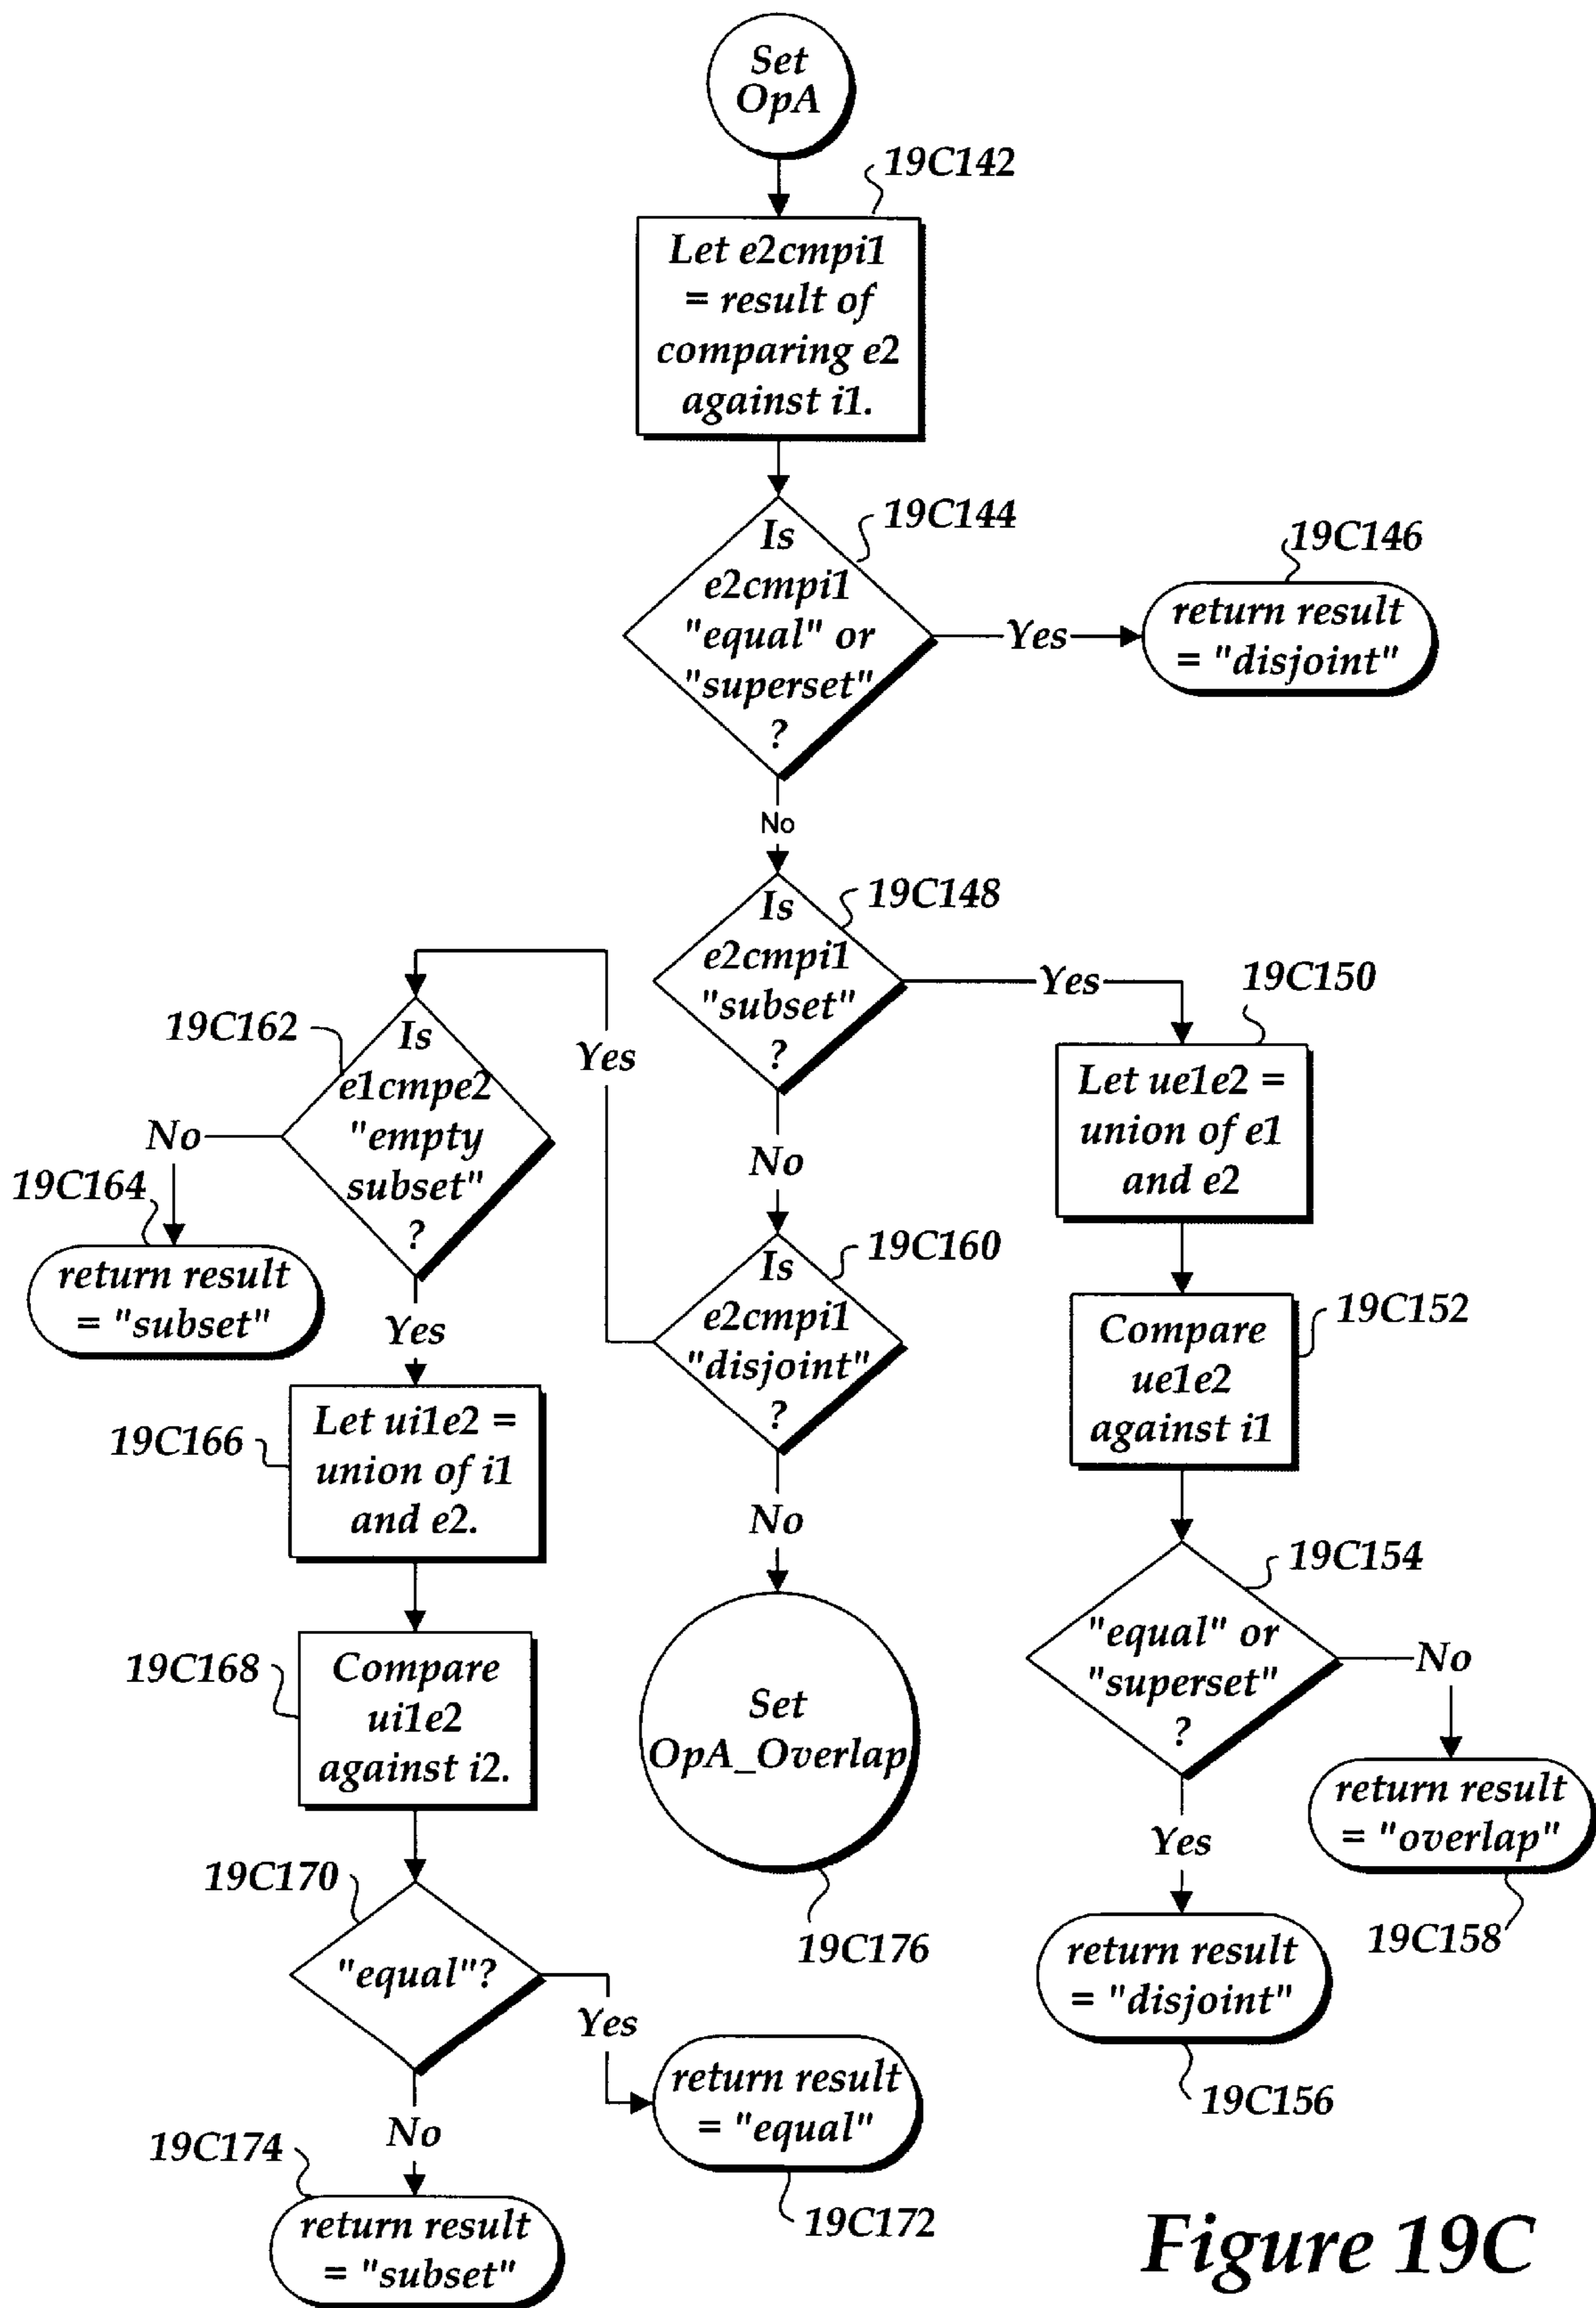 Set
OpA
19C142
Let e2cmpi1
= result of
comparing e2
against i1.
19C144
Is
e2cmpi1
"equal" or
"superset"
?
Yes
19C146
return result
= "disjoint"
No
19C148
Is
e2cmpi1
"subset"
?
Yes
19C150
Let ue1e2 =
union of e1
and e2
19C152
Compare
ue1e2
against i1
19C154
"equal" or
"superset"
?
No
return result
= "overlap"
19C158
Yes
return result
= "disjoint"
19C156
No
19C160
Is
e2cmpi1
"disjoint"
?
Yes
No
Set
OpA_Overlap
19C176
19C162
Is
e1cmpe2
"empty
subset"
?
No
19C164
return result
= "subset"
Yes
19C166
Let ui1e2 =
union of i1
and e2.
19C168
Compare
ui1e2
against i2.
19C170
"equal"?
Yes
return result
= "equal"
19C172
No
19C174
return result
= "subset"
Figure 19C